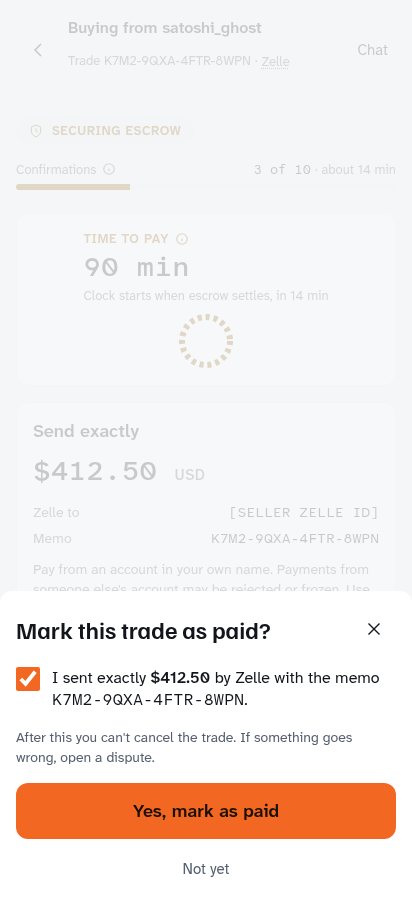 Buying from satoshi_ghost
Trade K7M2-9QXA-4FTR-8WPN · Zelle
Chat
SECURING ESCROW
Confirmations
3 of 10 · about 14 min
TIME TO PAY
90 min
Clock starts when escrow settles, in 14 min
Send exactly
$412.50 USD
Zelle to
[SELLER ZELLE ID]
Memo
K7M2-9QXA-4FTR-8WPN
Pay from an account in your own name. Payments from
someone else's account may be rejected or frozen. Use
Mark this trade as paid?
I sent exactly $412.50 by Zelle with the memo
K7M2-9QXA-4FTR-8WPN.
After this you can't cancel the trade. If something goes
wrong, open a dispute.
Yes, mark as paid
Not yet